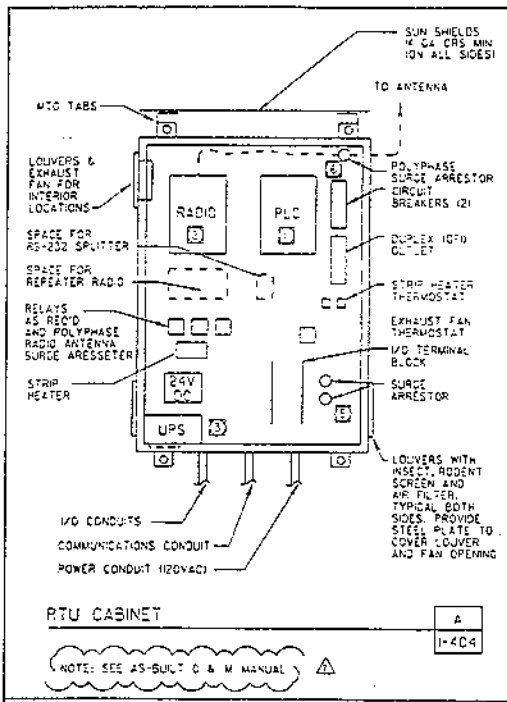 SUN SHIELDS
14 GA CRS MIN
(ON ALL SIDES)
TO ANTENNA
MTG TABS
LOUVERS &
EXHAUST
FAN FOR
INTERIOR
LOCATIONS
POLYPHASE
SURGE ARRESTOR
CIRCUIT
BREAKERS (2)
RADIO
PLC
SPACE FOR
RS-232 SPLITTER
DUPLEX (GFI)
OUTLET
SPACE FOR
REPEATER RADIO
STRIP HEATER
THERMOSTAT
RELAYS
AS REQ'D
AND POLYPHASE
RADIO ANTENNA
SURGE ARESSETER
EXHAUST FAN
THERMOSTAT
I/O TERMINAL
BLOCK
STRIP
HEATER
24V
DC
SURGE
ARRESTOR
UPS
3
LOUVERS WITH
INSECT, RODENT
SCREEN AND
AIR FILTER,
TYPICAL BOTH
SIDES. PROVIDE
STEEL PLATE TO
COVER LOUVER
AND FAN OPENING
I/O CONDUITS
COMMUNICATIONS CONDUIT
POWER CONDUIT (120VAC)
RTU CABINET
A
I-404
NOTE: SEE AS-BUILT O & M MANUAL